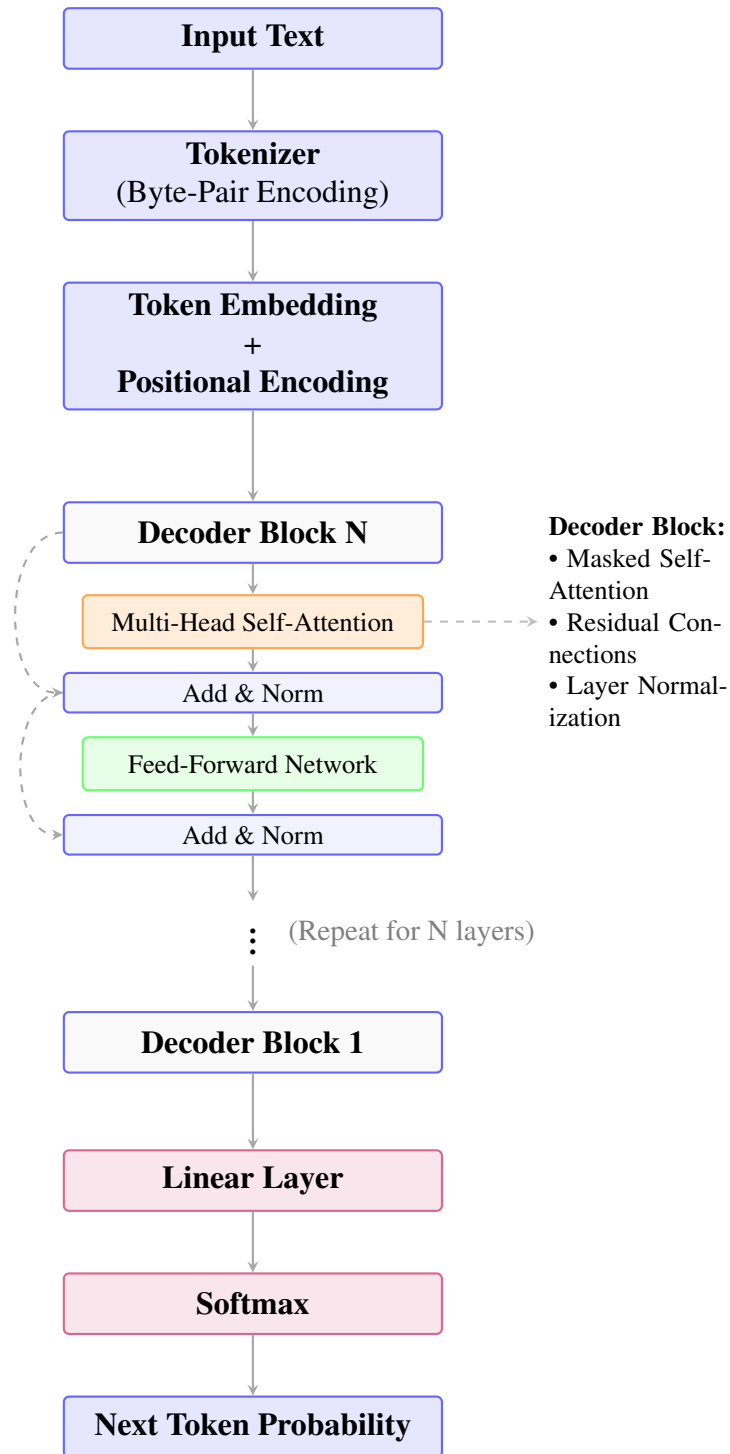 Input Text
Tokenizer
(Byte-Pair Encoding)
Token Embedding
+
Positional Encoding
Decoder Block N
Multi-Head Self-Attention
Add & Norm
Feed-Forward Network
Add & Norm
Decoder Block:
• Masked Self-
Attention
• Residual Con-
nections
• Layer Normal-
ization
(Repeat for N layers)
Decoder Block 1
Linear Layer
Softmax
Next Token Probability